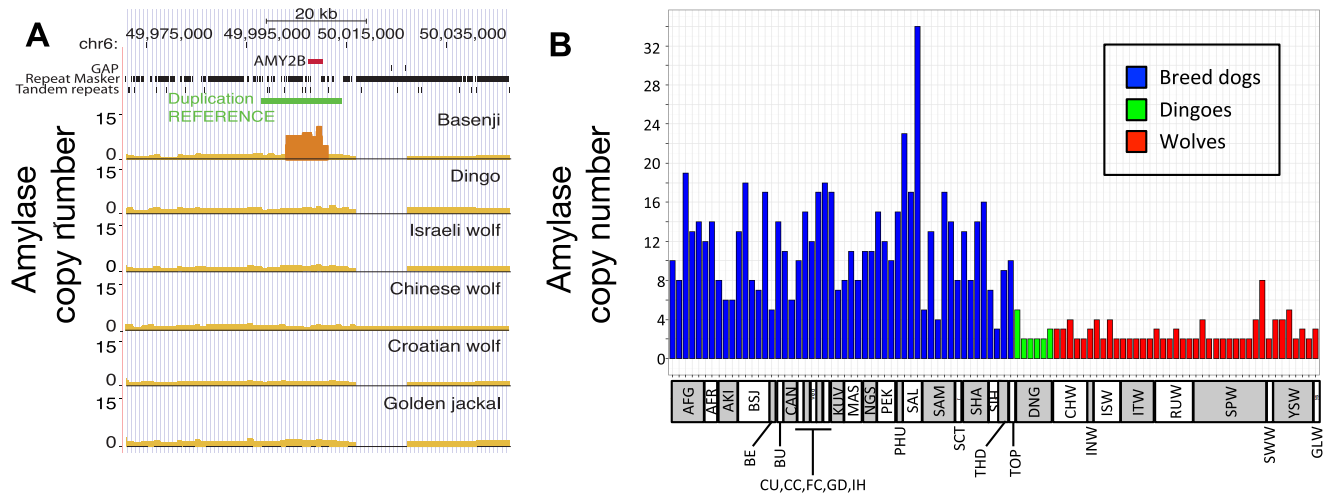 A
20 kb
chr6:
49,975,000 49,995,000 50,015,000 50,035,000
AMY2B
GAP
Repeat Masker
Tandem repeats
Duplication
REFERENCE
Amylase
copy number
15
0
Basenji
15
0
Dingo
15
0
Israeli wolf
15
0
Chinese wolf
15
0
Croatian wolf
15
0
Golden jackal
B
Amylase
copy number
32
28
24
20
16
12
8
4
0
Breed dogs
Dingoes
Wolves
AFG AFR AKI BSJ CAN KUV MAS NGS PEK SAL SAM SHA SIH DNG CHW ISW ITW RUW SPW YSW
BE BU PHU SCT THD TOP INW SWW GLW
CU,CC,FC,GD,IH